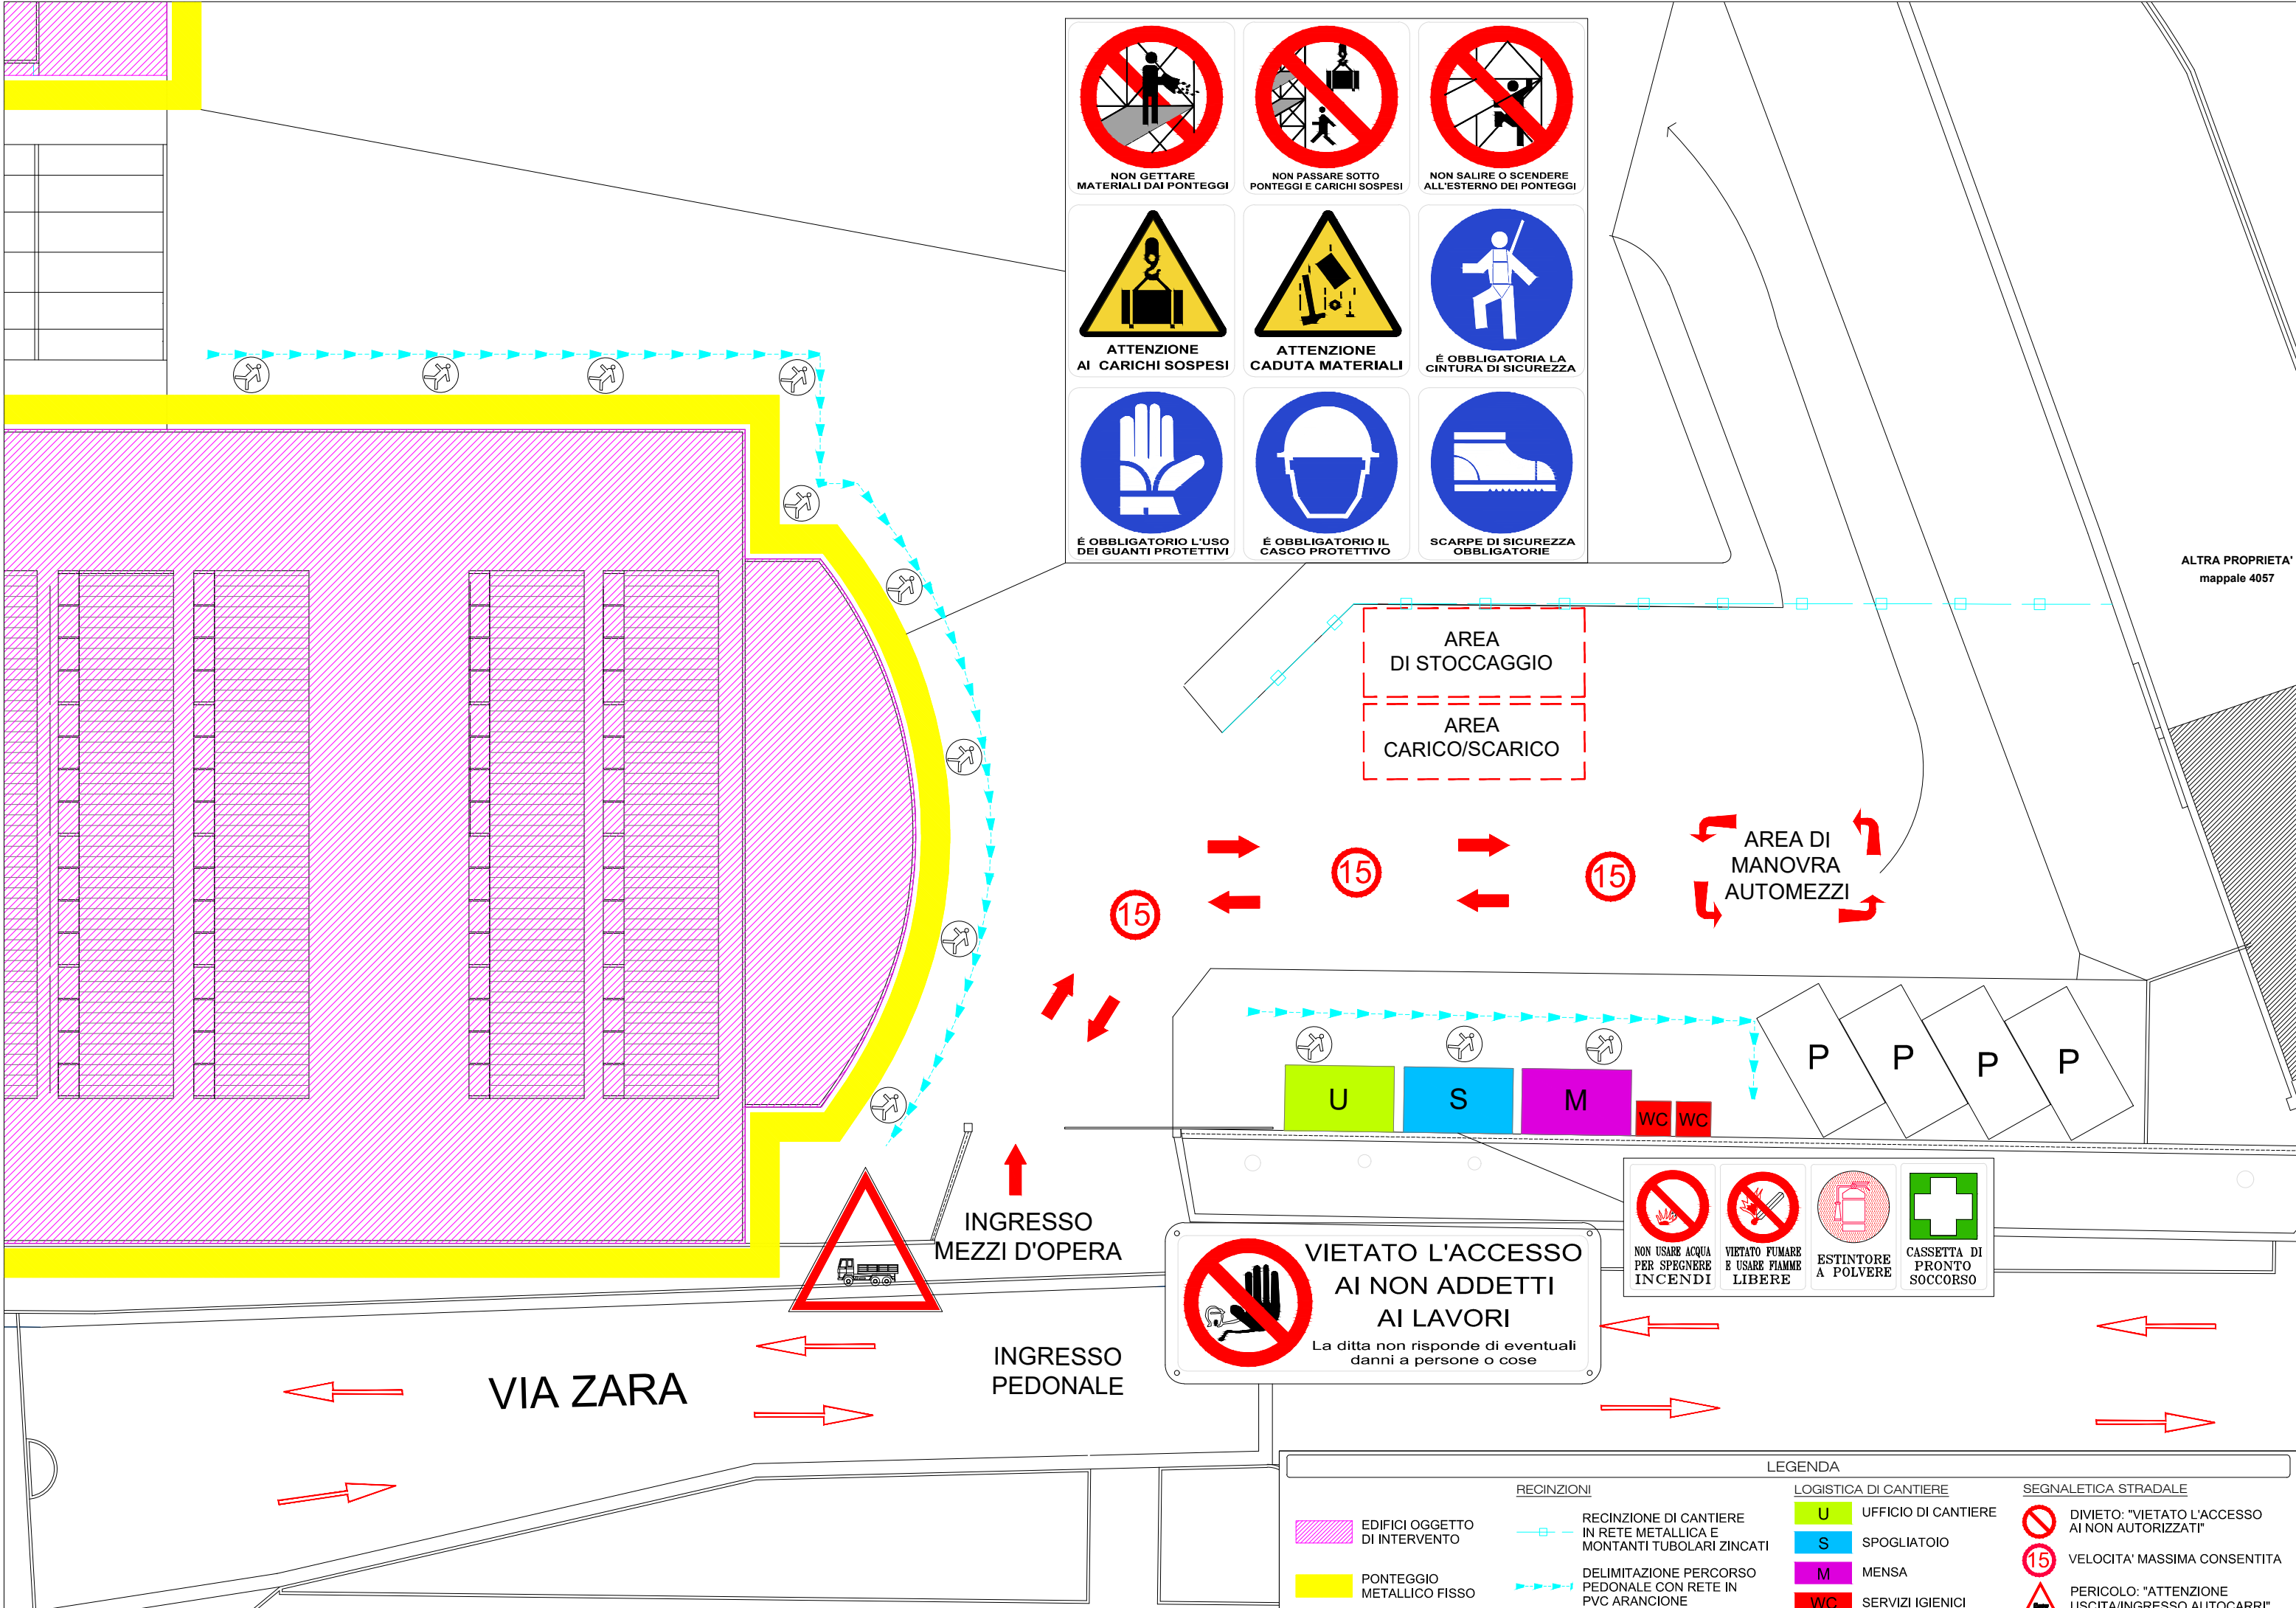 NON GETTARE
MATERIALI DAI PONTEGGI
NON PASSARE SOTTO
PONTEGGI E CARICHI SOSPESI
NON SALIRE O SCENDERE
ALL'ESTERNO DEI PONTEGGI
ATTENZIONE
AI CARICHI SOSPESI
ATTENZIONE
CADUTA MATERIALI
É OBBLIGATORIA LA
CINTURA DI SICUREZZA
É OBBLIGATORIO L'USO
DEI GUANTI PROTETTIVI
É OBBLIGATORIO IL
CASCO PROTETTIVO
SCARPE DI SICUREZZA
OBBLIGATORIE
ALTRA PROPRIETA'
mappale 4057
AREA
DI STOCCAGGIO
AREA
CARICO/SCARICO
AREA DI
MANOVRA
AUTOMEZZI
15
15
15
P
P
P
P
U
S
M
WC
WC
INGRESSO
MEZZI D'OPERA
NON USARE ACQUA
PER SPEGNERE
INCENDI
VIETATO FUMARE
E USARE FIAMME
LIBERE
ESTINTORE
A POLVERE
CASSETTA DI
PRONTO
SOCCORSO
VIETATO L'ACCESSO
AI NON ADDETTI
AI LAVORI
La ditta non risponde di eventuali
danni a persone o cose
INGRESSO
PEDONALE
VIA ZARA
LEGENDA
EDIFICI OGGETTO
DI INTERVENTO
PONTEGGIO
METALLICO FISSO
RECINZIONI
RECINZIONE DI CANTIERE
IN RETE METALLICA E
MONTANTI TUBOLARI ZINCATI
DELIMITAZIONE PERCORSO
PEDONALE CON RETE IN
PVC ARANCIONE
LOGISTICA DI CANTIERE
U UFFICIO DI CANTIERE
S SPOGLIATOIO
M MENSA
WC SERVIZI IGIENICI
SEGNALETICA STRADALE
DIVIETO: "VIETATO L'ACCESSO
AI NON AUTORIZZATI"
15 VELOCITA' MASSIMA CONSENTITA
PERICOLO: "ATTENZIONE
USCITA/INGRESSO AUTOCARRI"